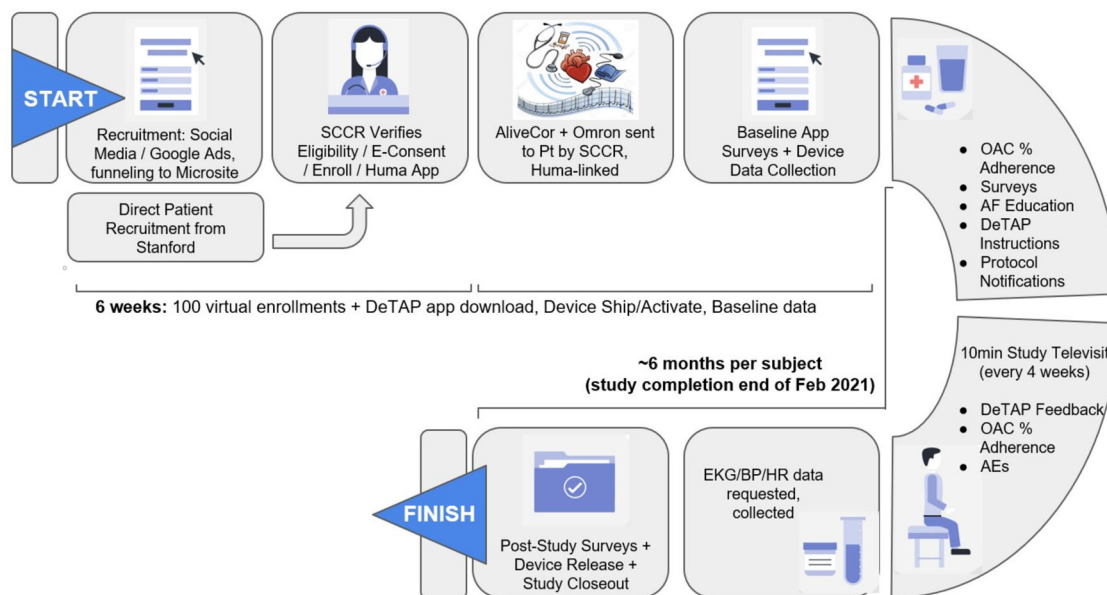 START
Recruitment: Social
Media / Google Ads,
funneling to Microsite
SCCR Verifies
Eligibility / E-Consent
/ Enroll / Huma App
AliveCor + Omron sent
to Pt by SCCR,
Huma-linked
Baseline App
Surveys + Device
Data Collection
Direct Patient
Recruitment from
Stanford
● OAC %
Adherence
● Surveys
● AF Education
● DeTAP
Instructions
● Protocol
Notifications
6 weeks: 100 virtual enrollments + DeTAP app download, Device Ship/Activate, Baseline data
~6 months per subject
(study completion end of Feb 2021)
10min Study Televisit
(every 4 weeks)
● DeTAP Feedback/
● OAC %
Adherence
● AEs
EKG/BP/HR data
requested,
collected
FINISH
Post-Study Surveys +
Device Release +
Study Closeout